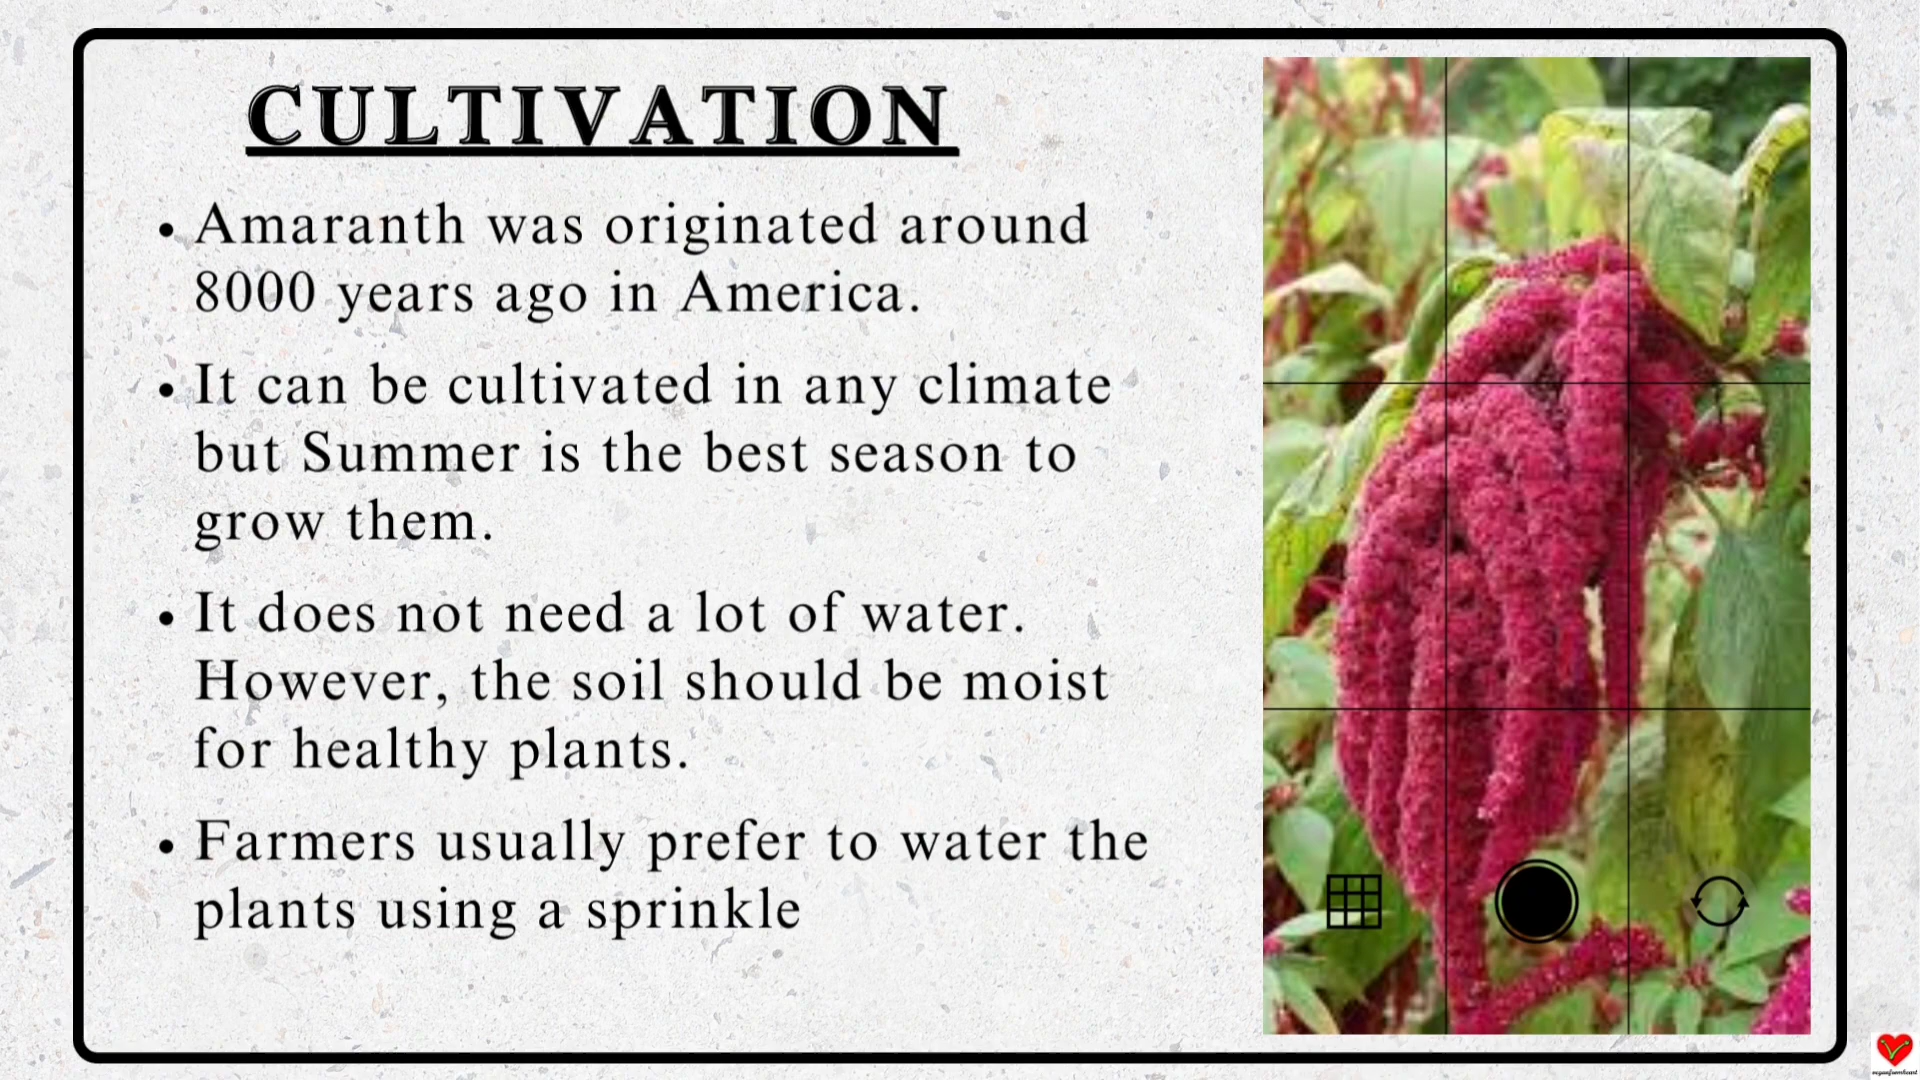 CULTIVATION
• Amaranth was originated around
8000 years ago in America.
• It can be cultivated in any climate
but Summer is the best season to
grow them.
• It does not need a lot of water.
However, the soil should be moist
for healthy plants.
• Farmers usually prefer to water the
plants using a sprinkle